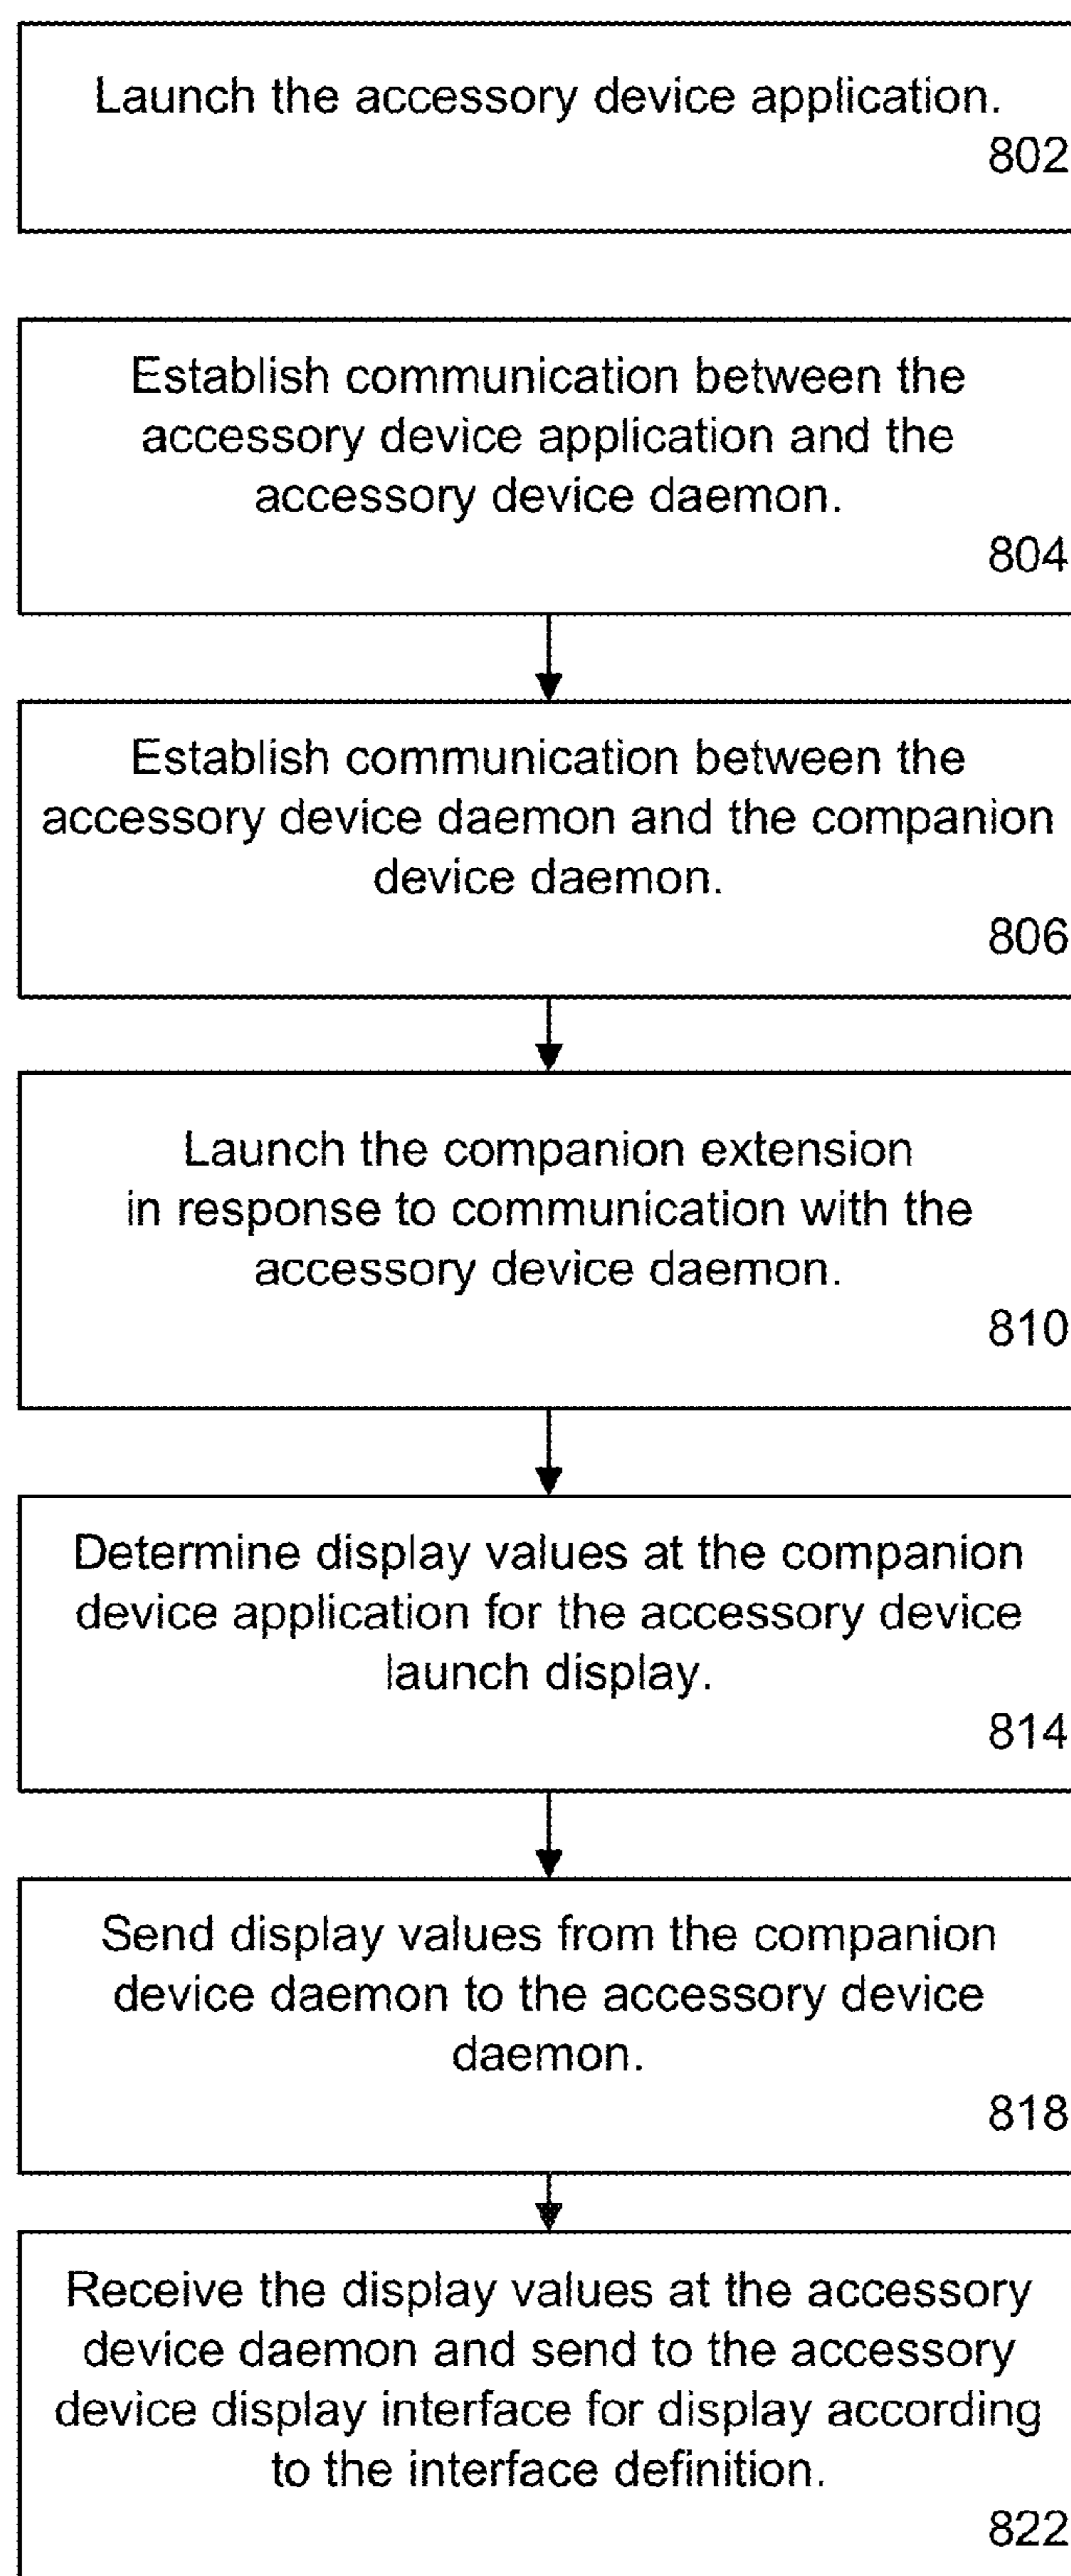 Launch the accessory device application.
802
Establish communication between the
accessory device application and the
accessory device daemon.
804
Establish communication between the
accessory device daemon and the companion
device daemon.
806
Launch the companion extension
in response to communication with the
accessory device daemon.
810
Determine display values at the companion
device application for the accessory device
launch display.
814
Send display values from the companion
device daemon to the accessory device
daemon.
818
Receive the display values at the accessory
device daemon and send to the accessory
device display interface for display according
to the interface definition.
822